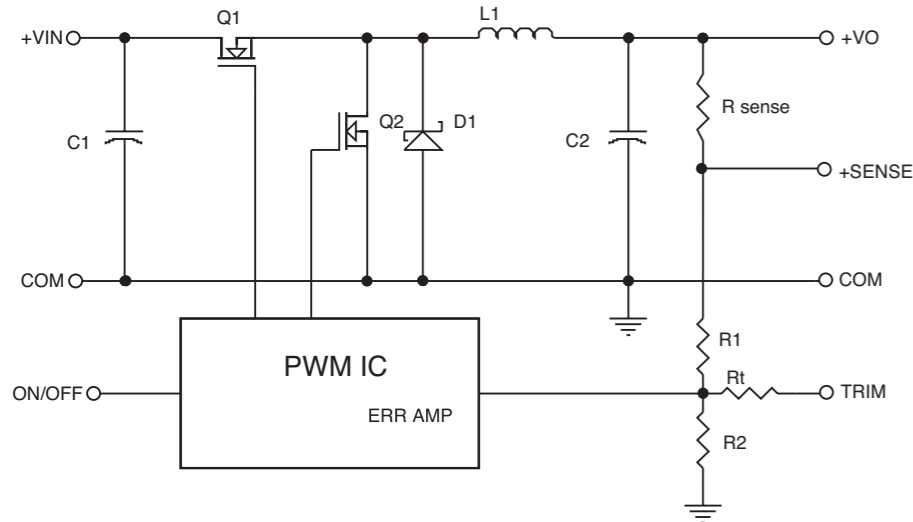 Q1
L1
+VIN
+VO
R sense
C1
Q2
D1
C2
+SENSE
COM
COM
R1
PWM IC
Rt
ON/OFF
TRIM
ERR AMP
R2